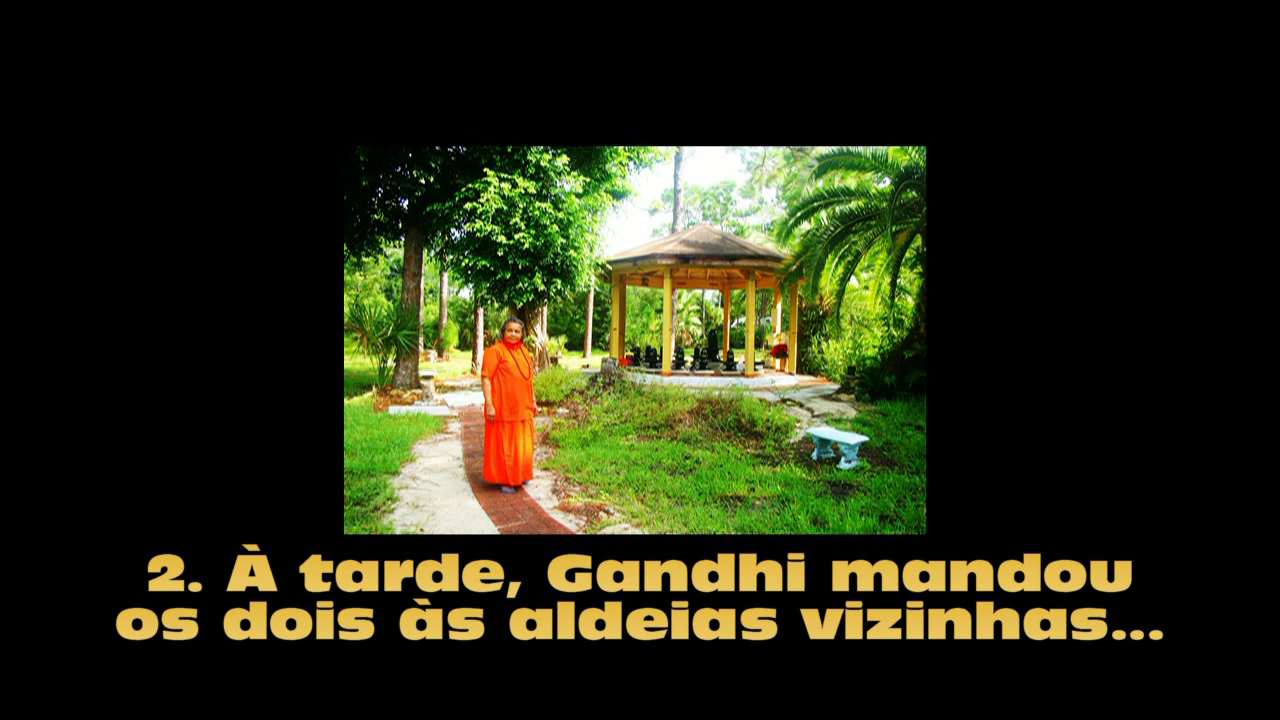 2. À tarde, Gandhi mandou
os dois às aldeias vizinhas...